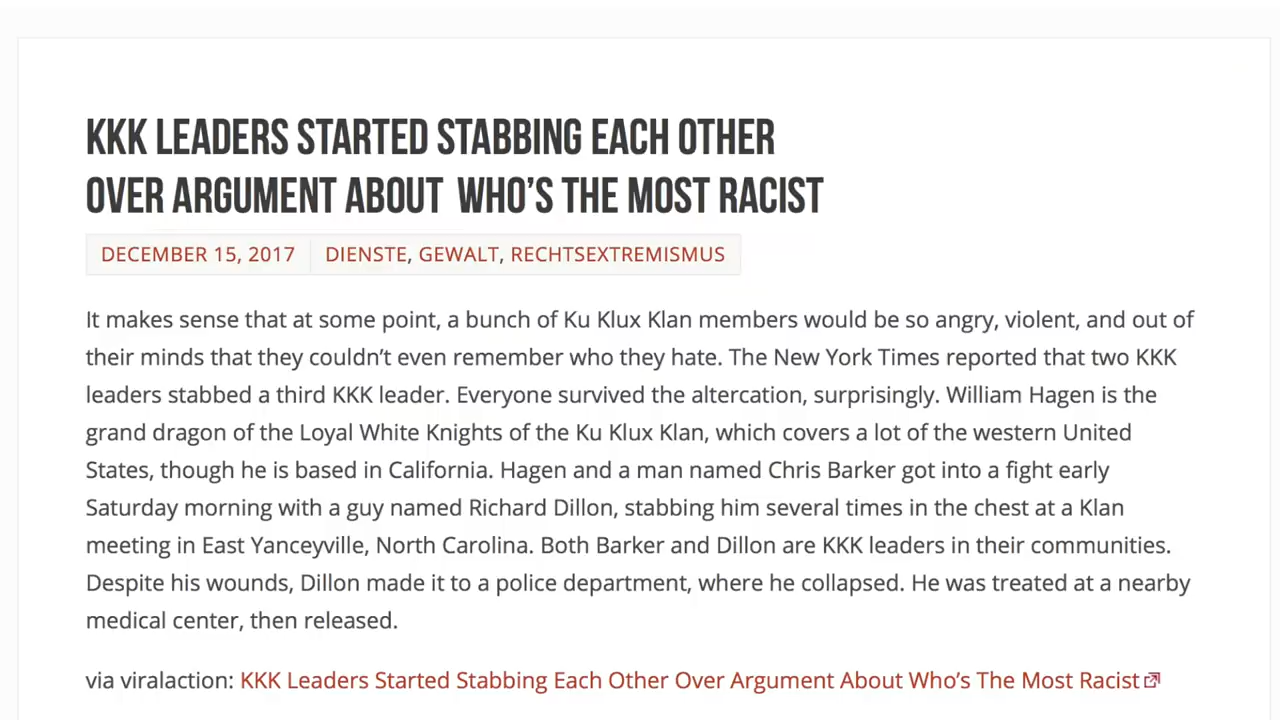 KKK LEADERS STARTED STABBING EACH OTHER
OVER ARGUMENT ABOUT WHO’S THE MOST RACIST
DECEMBER 15, 2017 DIENSTE, GEWALT, RECHTSEXTREMISMUS
It makes sense that at some point, a bunch of Ku Klux Klan members would be so angry, violent, and out of
their minds that they couldn’t even remember who they hate. The New York Times reported that two KKK
leaders stabbed a third KKK leader. Everyone survived the altercation, surprisingly. William Hagen is the
grand dragon of the Loyal White Knights of the Ku Klux Klan, which covers a lot of the western United
States, though he is based in California. Hagen and a man named Chris Barker got into a fight early
Saturday morning with a guy named Richard Dillon, stabbing him several times in the chest at a Klan
meeting in East Yanceyville, North Carolina. Both Barker and Dillon are KKK leaders in their communities.
Despite his wounds, Dillon made it to a police department, where he collapsed. He was treated at a nearby
medical center, then released.
via viralaction: KKK Leaders Started Stabbing Each Other Over Argument About Who’s The Most Racist